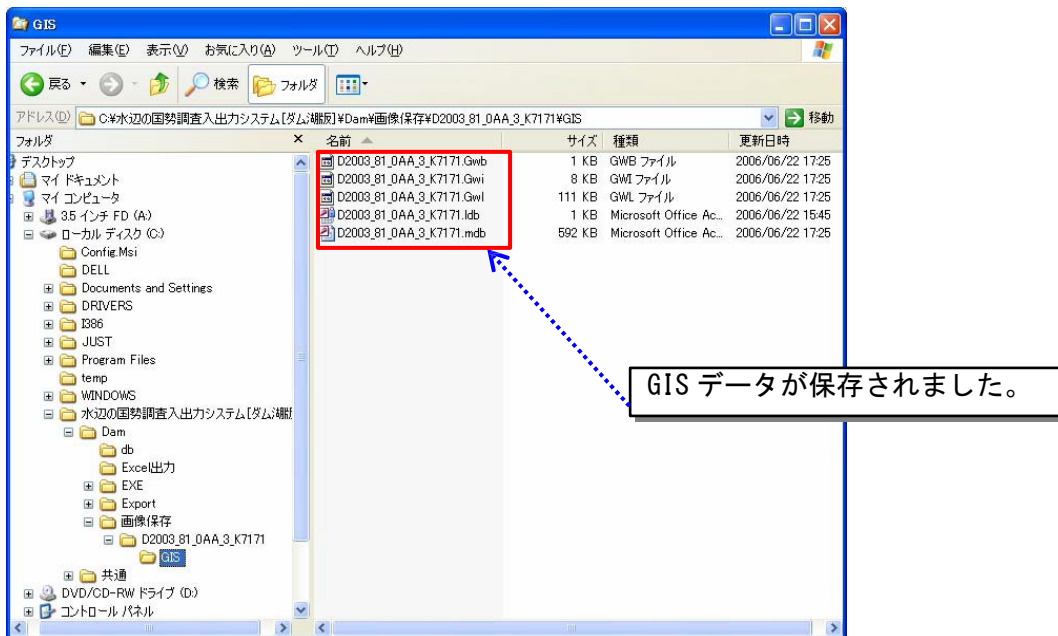 GIS
ファイル(F) 編集(E) 表示(V) お気に入り(A) ツール(T) ヘルプ(H)
戻る 検索 フォルダ
アドレス(D) C:¥水辺の国勢調査入出力システム[ダム湖版]¥Dam¥画像保存¥D2003_81_0AA_3_K7171¥GIS 移動
フォルダ × 名前 サイズ 種類 更新日時
デスクトップ
マイ ドキュメント
マイ コンピュータ
3.5 インチ FD (A:)
ローカル ディスク (C:)
Config.Msi
DELL
Documents and Settings
DRIVERS
I386
JUST
Program Files
temp
WINDOWS
水辺の国勢調査入出力システム[ダム湖版
Dam
db
Excel出力
EXE
Export
画像保存
D2003_81_0AA_3_K7171
GIS
共通
DVD/CD-RW ドライブ (D:)
コントロール パネル
D2003_81_0AA_3_K7171.Gwb 1 KB GWB ファイル 2006/06/22 17:25
D2003_81_0AA_3_K7171.Gwi 8 KB GWI ファイル 2006/06/22 17:25
D2003_81_0AA_3_K7171.Gwl 111 KB GWL ファイル 2006/06/22 17:25
D2003_81_0AA_3_K7171.ldb 1 KB Microsoft Office Ac... 2006/06/22 15:45
D2003_81_0AA_3_K7171.mdb 592 KB Microsoft Office Ac... 2006/06/22 17:25
GIS データが保存されました。